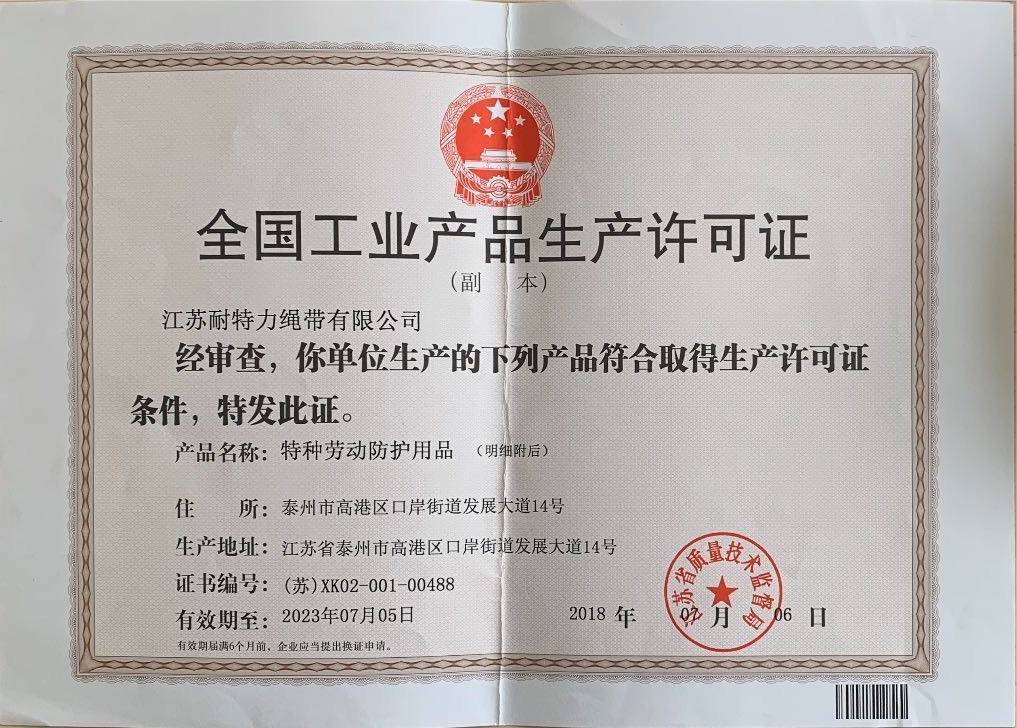 全国工业产品生产许可证
（副 本）
江苏耐特力绳带有限公司
经审查，你单位生产的下列产品符合取得生产许可证
条件，特发此证。
产品名称：特种劳动防护用品 （明细附后）
住 所：泰州市高港区口岸街道发展大道14号
生产地址：江苏省泰州市高港区口岸街道发展大道14号
证书编号：(苏)XK02-001-00488
有效期至：2023年07月05日
2018 年 07 月 06 日
江苏省质量技术监督局
有效期届满6个月前，企业应当提出换证申请。